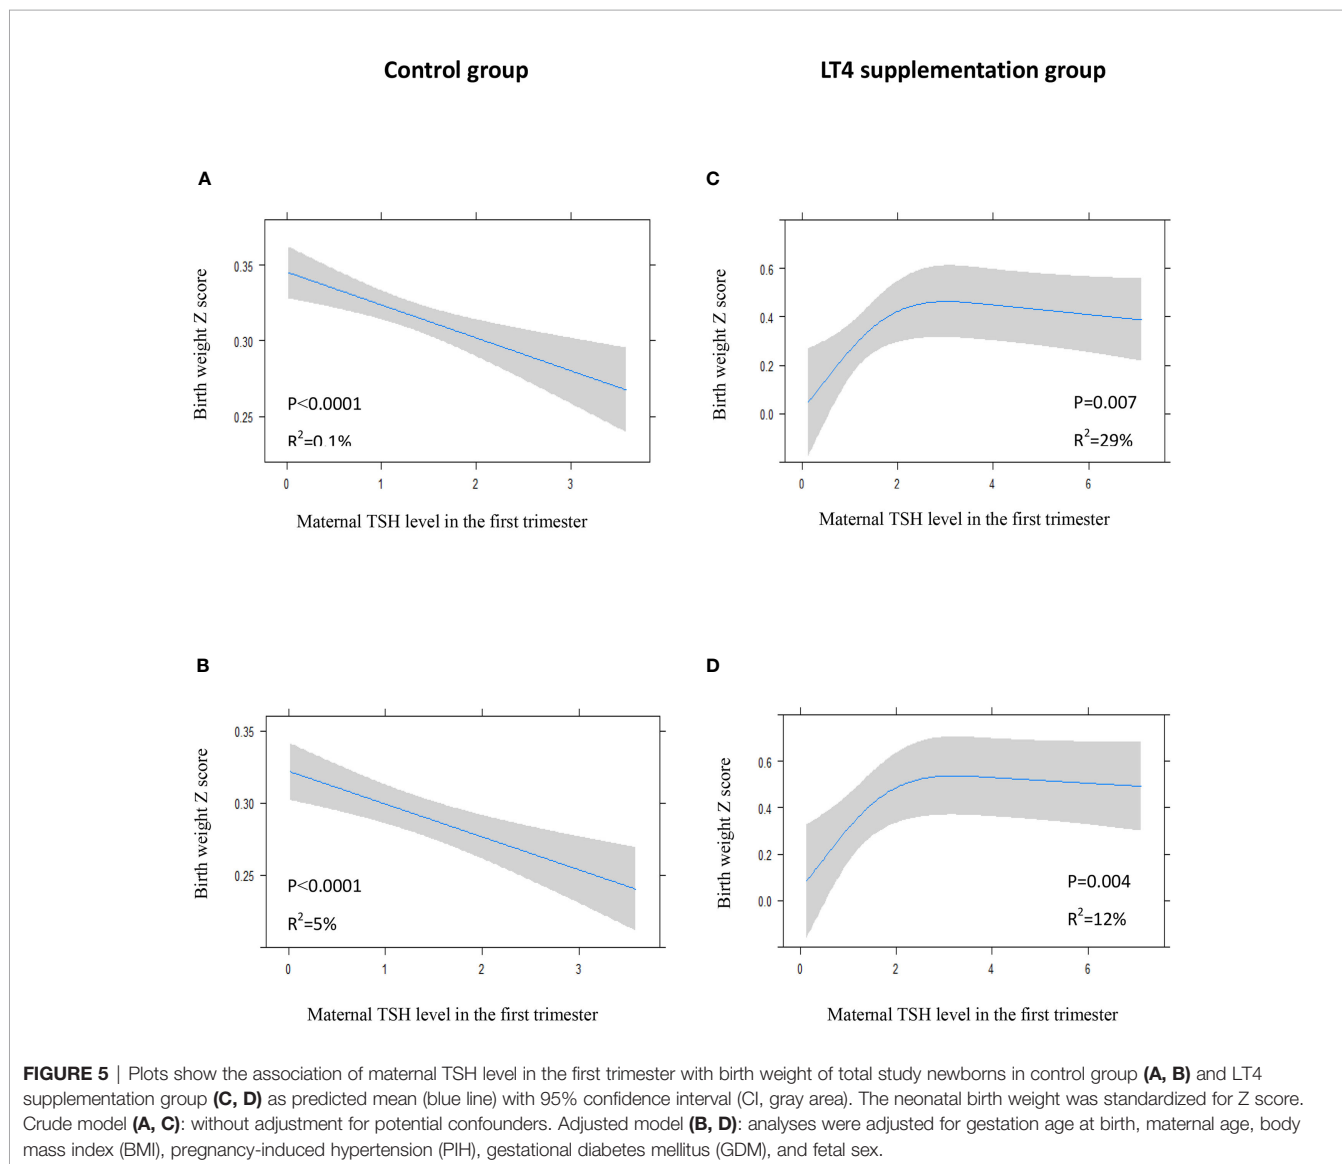 Control group
LT4 supplementation group
A
Birth weight Z score
0.35
0.30
0.25
P<0.0001
R²=0.1%
0 1 2 3
Maternal TSH level in the first trimester
C
Birth weight Z score
0.6
0.4
0.2
0.0
P=0.007
R²=29%
0 2 4 6
Maternal TSH level in the first trimester
B
Birth weight Z score
0.35
0.30
0.25
P<0.0001
R²=5%
0 1 2 3
Maternal TSH level in the first trimester
D
Birth weight Z score
0.6
0.4
0.2
0.0
P=0.004
R²=12%
0 2 4 6
Maternal TSH level in the first trimester
FIGURE 5 | Plots show the association of maternal TSH level in the first trimester with birth weight of total study newborns in control group (A, B) and LT4
supplementation group (C, D) as predicted mean (blue line) with 95% confidence interval (CI, gray area). The neonatal birth weight was standardized for Z score.
Crude model (A, C): without adjustment for potential confounders. Adjusted model (B, D): analyses were adjusted for gestation age at birth, maternal age, body
mass index (BMI), pregnancy-induced hypertension (PIH), gestational diabetes mellitus (GDM), and fetal sex.